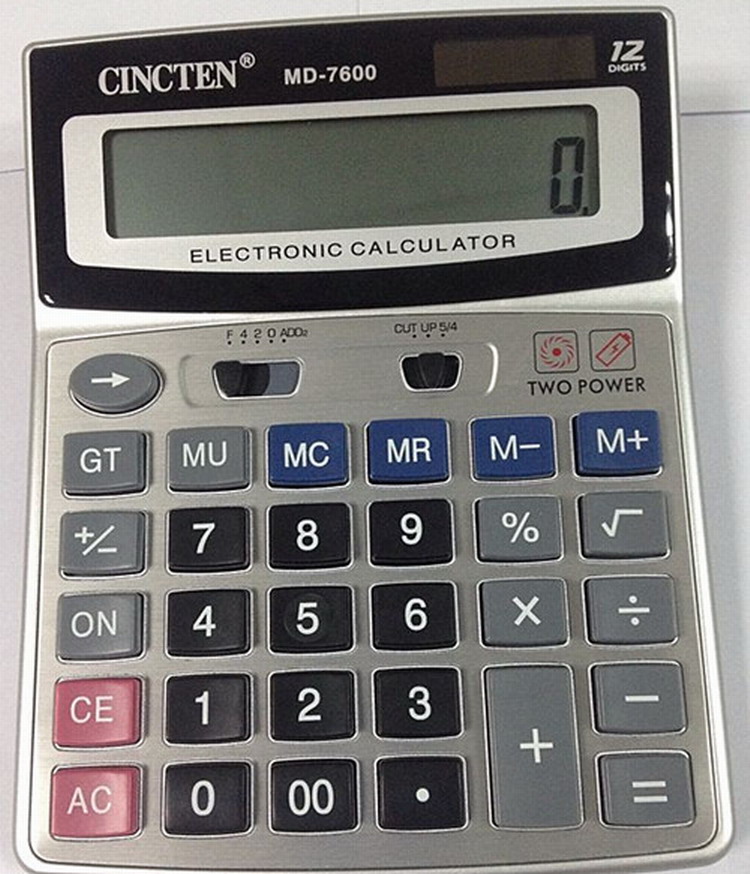 CINCTEN® MD-7600 12
DIGITS
0.
ELECTRONIC CALCULATOR
F 4 2 0 ADD2 CUT UP 5/4
→ TWO POWER
GT MU MC MR M− M+
+/− 7 8 9 % √
ON 4 5 6 × ÷
CE 1 2 3 −
+
AC 0 00 . =